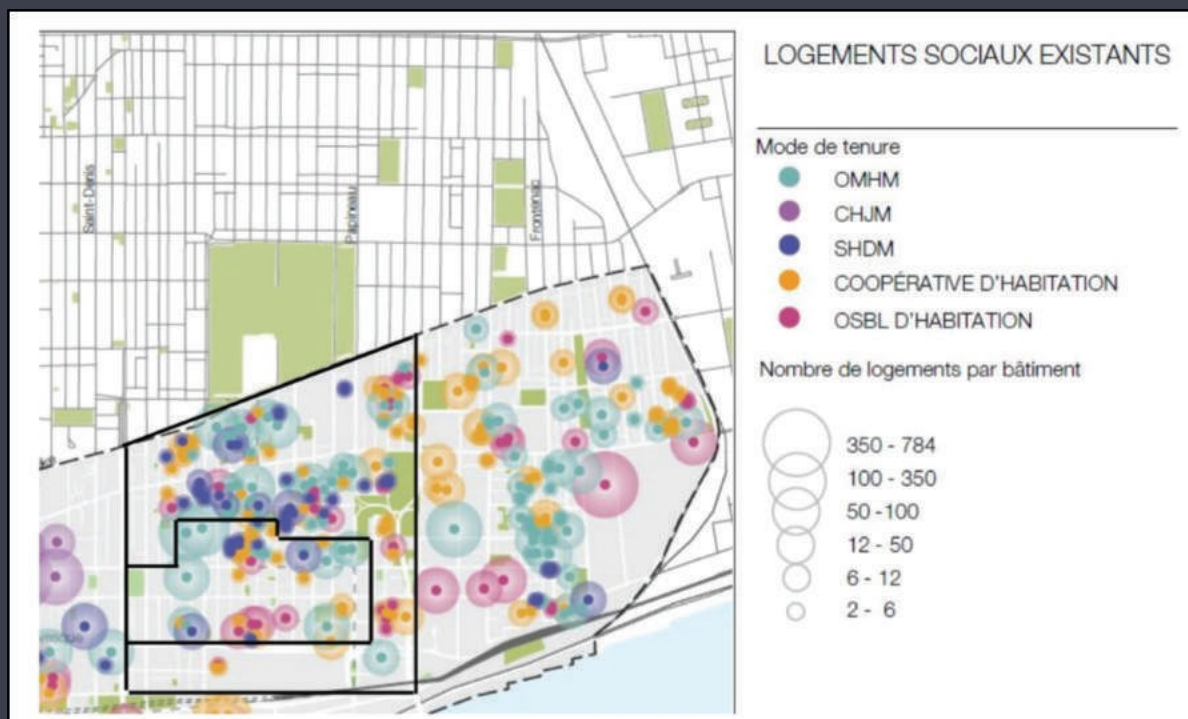 LOGEMENTS SOCIAUX EXISTANTS
Mode de tenure
OMHM
CHJM
SHDM
COOPÉRATIVE D'HABITATION
OSBL D'HABITATION
Nombre de logements par bâtiment
350 - 784
100 - 350
50 -100
12 - 50
6 - 12
2 - 6
Saint-Denis
Papineau
Frontenac